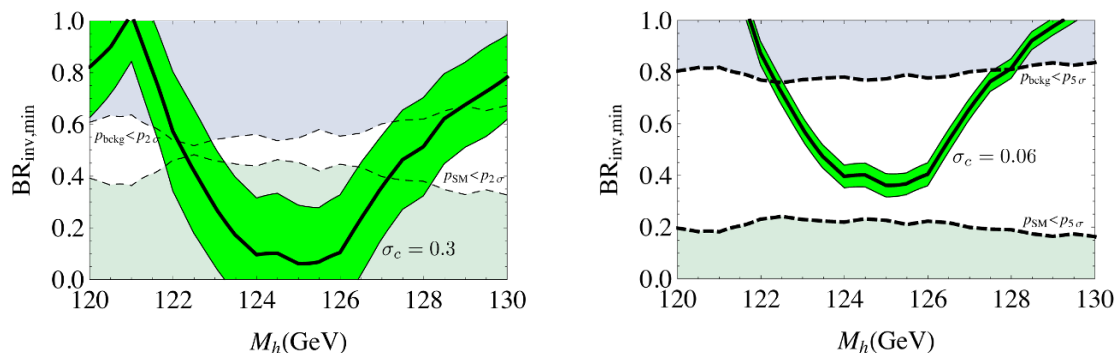 1.0
0.8
0.6
0.4
0.2
0.0
BR_inv,min
p_bckg<p_2σ
p_SM<p_2σ
σ_c = 0.3
120 122 124 126 128 130
M_h(GeV)
1.0
0.8
0.6
0.4
0.2
0.0
BR_inv,min
p_bckg<p_5σ
σ_c = 0.06
p_SM<p_5σ
120 122 124 126 128 130
M_h(GeV)